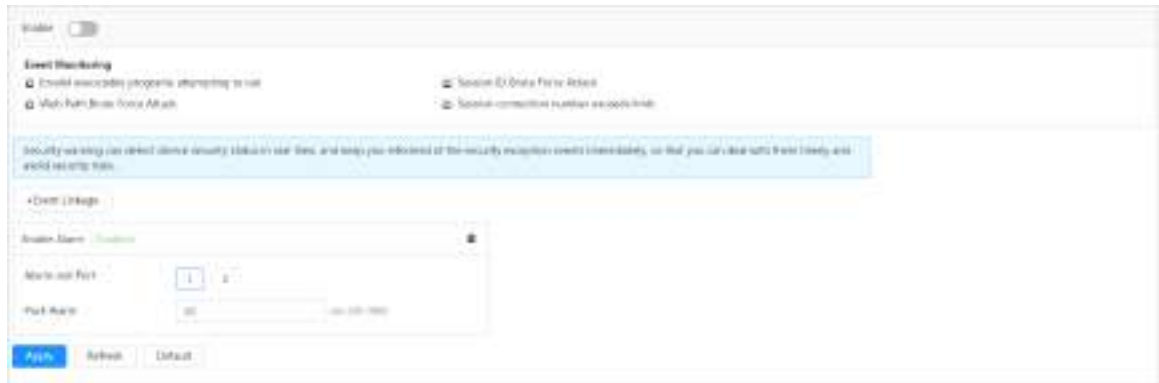 Enable
Event Monitoring
Invalid executable programs attempting to run
Session ID Brute Force Attack
Web Path Brute Force Attack
Session connection number exceeds limit
Security warning can detect device security status in real time, and keep you informed of the security exception events immediately, so that you can deal with them timely and
avoid security risks.
+Event Linkage
Enable Alarm
Alarm-out Port
1 2
Post-Alarm
Apply Refresh Default